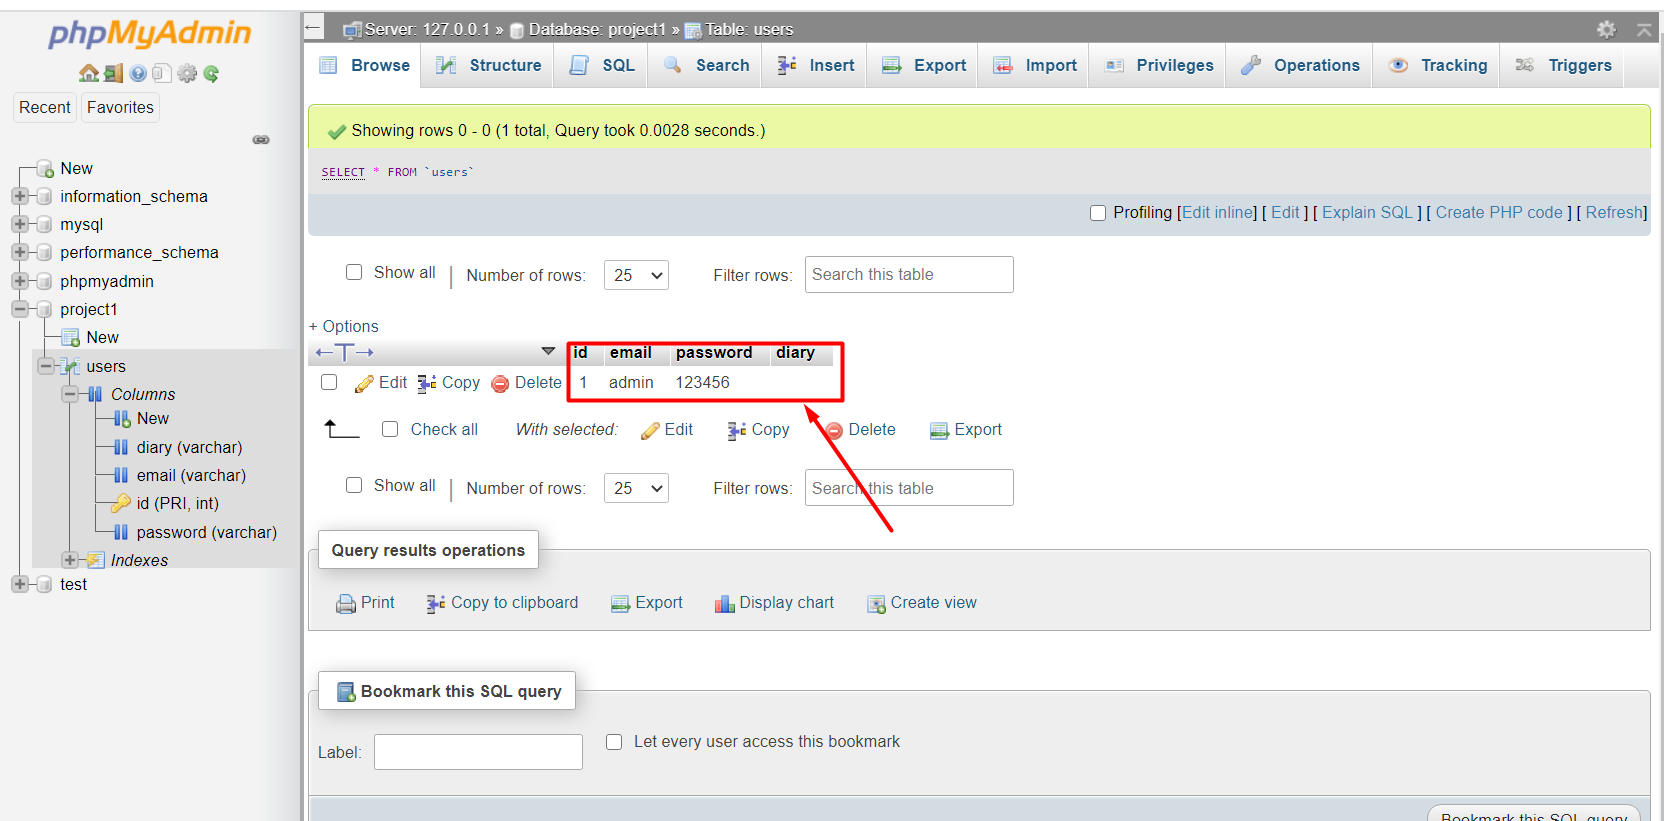 phpMyAdmin
Recent Favorites
New
information_schema
mysql
performance_schema
phpmyadmin
project1
New
users
Columns
New
diary (varchar)
email (varchar)
id (PRI, int)
password (varchar)
Indexes
test
Server: 127.0.0.1 » Database: project1 » Table: users
Browse Structure SQL Search Insert Export Import Privileges Operations Tracking Triggers
Showing rows 0 - 0 (1 total, Query took 0.0028 seconds.)
SELECT * FROM `users`
Profiling [Edit inline] [ Edit ] [ Explain SQL ] [ Create PHP code ] [ Refresh]
Show all | Number of rows: 25 Filter rows: Search this table
+ Options
←T→ id email password diary
Edit Copy Delete 1 admin 123456
Check all With selected: Edit Copy Delete Export
Show all | Number of rows: 25 Filter rows: Search this table
Query results operations
Print Copy to clipboard Export Display chart Create view
Bookmark this SQL query
Label: Let every user access this bookmark
Bookmark this SQL query